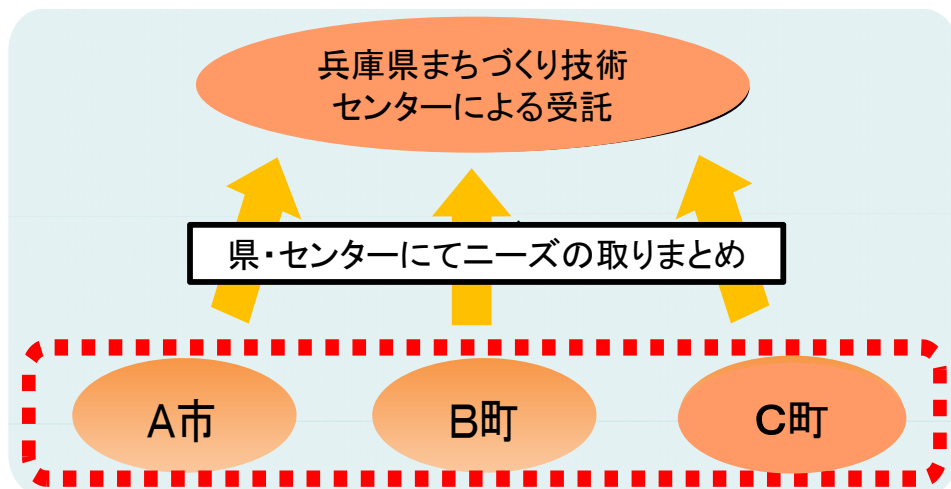 兵庫県まちづくり技術
センターによる受託
県・センターにてニーズの取りまとめ
A市
B町
C町